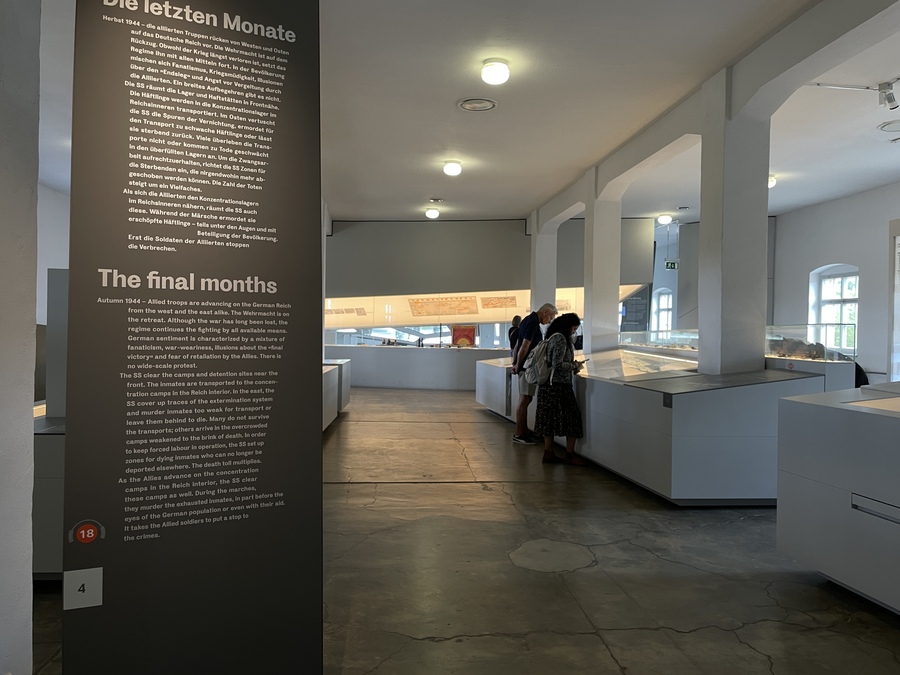 Die letzten Monate
Herbst 1944 – die alliierten Truppen rücken von Westen und Osten
auf das Deutsche Reich vor. Die Wehrmacht ist auf dem
Rückzug. Obwohl der Krieg längst verloren ist, setzt das
Regime ihn mit allen Mitteln fort. In der Bevölkerung
mischen sich Fanatismus, Kriegsmüdigkeit, Illusionen
über den »Endsieg« und Angst vor Vergeltung durch
die Alliierten. Ein breites Aufbegehren gibt es nicht.
Die SS räumt die Lager und Haftstätten in Frontnähe.
Die Häftlinge werden in die Konzentrationslager im
Reichsinneren transportiert. Im Osten vertuscht
die SS die Spuren der Vernichtung, ermordet für
den Transport zu schwache Häftlinge oder lässt
sie sterbend zurück. Viele überleben die Trans-
porte nicht oder kommen zu Tode geschwächt
in den überfüllten Lagern an. Um die Zwangsar-
beit aufrechtzuerhalten, richtet die SS Zonen für
die Sterbenden ein, die nirgendwohin mehr ab-
geschoben werden können. Die Zahl der Toten
steigt um ein Vielfaches.
Als sich die Alliierten den Konzentrationslagern
im Reichsinneren nähern, räumt die SS auch
diese. Während der Märsche ermordet sie
erschöpfte Häftlinge – teils unter den Augen und mit
Beteiligung der Bevölkerung.
Erst die Soldaten der Alliierten stoppen
die Verbrechen.
The final months
Autumn 1944 – Allied troops are advancing on the German Reich
from the west and the east alike. The Wehrmacht is on
the retreat. Although the war has long been lost, the
regime continues the fighting by all available means.
German sentiment is characterized by a mixture of
fanaticism, war-weariness, illusions about the »final
victory« and fear of retaliation by the Allies. There is
no wide-scale protest.
The SS clear the camps and detention sites near the
front. The inmates are transported to the concen-
tration camps in the Reich interior. In the east, the
SS cover up traces of the extermination system
and murder inmates too weak for transport or
leave them behind to die. Many do not survive
the transports; others arrive in the overcrowded
camps weakened to the brink of death. In order
to keep forced labour in operation, the SS set up
zones for dying inmates who can no longer be
deported elsewhere. The death toll multiplies.
As the Allies advance on the concentration
camps in the Reich interior, the SS clear
these camps as well. During the marches,
they murder the exhausted inmates, in part before the
eyes of the German population or even with their aid.
It takes the Allied soldiers to put a stop to
the crimes.
18
4